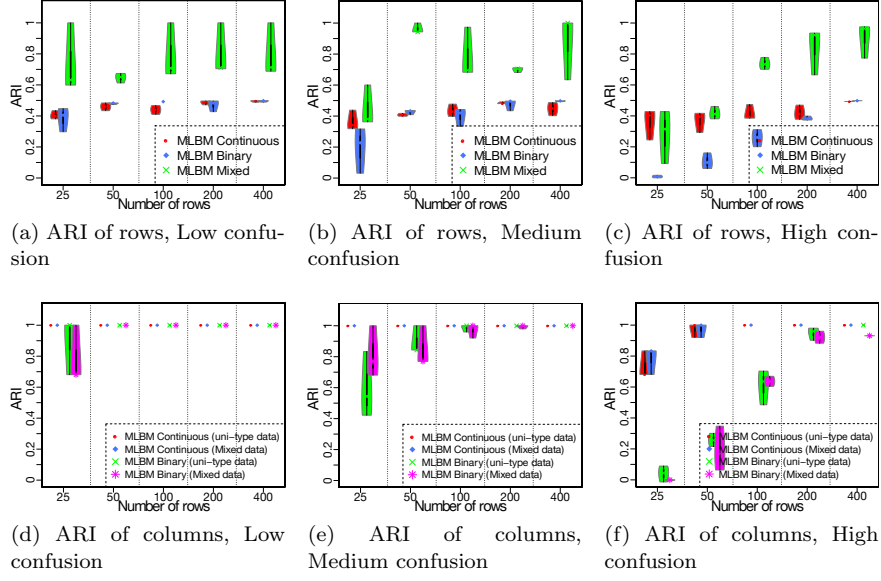 1
0.8
0.6
0.4
0.2
0
ARI
MLBM Continuous
MLBM Binary
MLBM Mixed
25 50 100 200 400
Number of rows
(a) ARI of rows, Low confu-
sion
1
0.8
0.6
0.4
0.2
0
ARI
MLBM Continuous
MLBM Binary
MLBM Mixed
25 50 100 200 400
Number of rows
(b) ARI of rows, Medium
confusion
1
0.8
0.6
0.4
0.2
0
ARI
MLBM Continuous
MLBM Binary
MLBM Mixed
25 50 100 200 400
Number of rows
(c) ARI of rows, High con-
fusion
1
0.8
0.6
0.4
0.2
0
ARI
MLBM Continuous (uni-type data)
MLBM Continuous (Mixed data)
MLBM Binary (uni-type data)
MLBM Binary (Mixed data)
25 50 100 200 400
Number of rows
(d) ARI of columns, Low
confusion
1
0.8
0.6
0.4
0.2
0
ARI
MLBM Continuous (uni-type data)
MLBM Continuous (Mixed data)
MLBM Binary (uni-type data)
MLBM Binary (Mixed data)
25 50 100 200 400
Number of rows
(e) ARI of columns,
Medium confusion
1
0.8
0.6
0.4
0.2
0
ARI
MLBM Continuous (uni-type data)
MLBM Continuous (Mixed data)
MLBM Binary (uni-type data)
MLBM Binary (Mixed data)
25 50 100 200 400
Number of rows
(f) ARI of columns, High
confusion